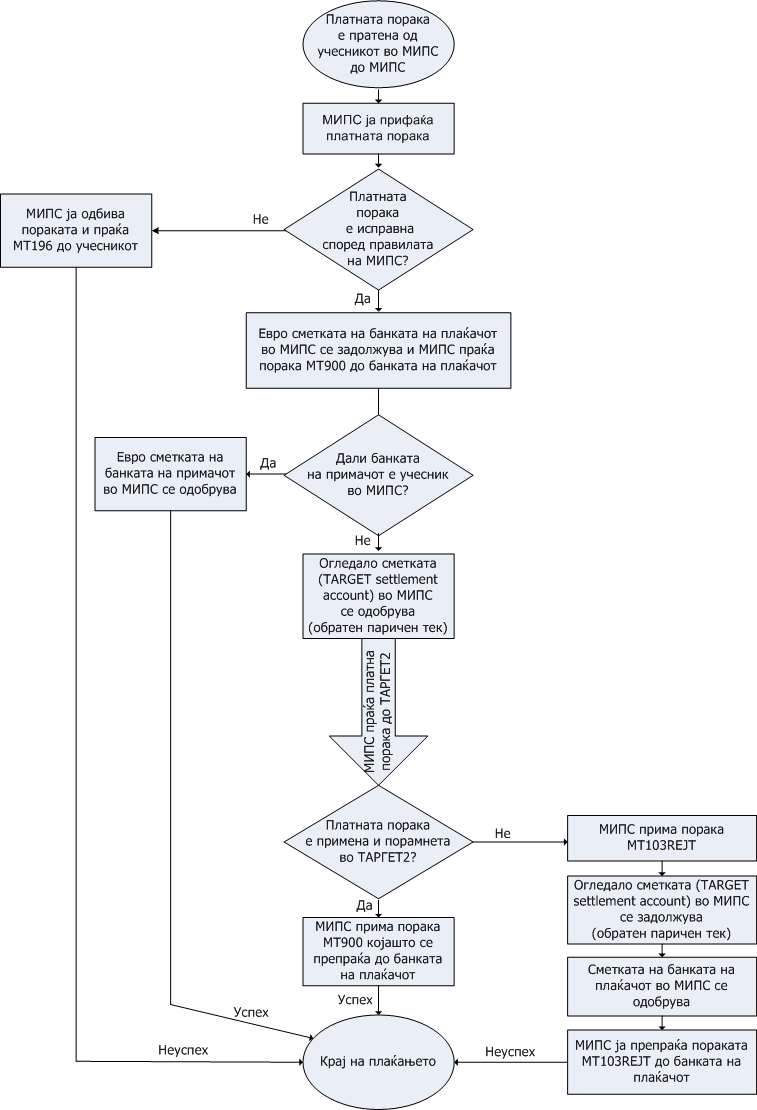 Платната порака
е пратена од
учесникот во МИПС
до МИПС
МИПС ја прифаќа
платната порака
Платната
порака
е исправна
според правилата
на МИПС?
Не
МИПС ја одбива
пораката и праќа
МТ196 до учесникот
Да
Евро сметката на банката на плаќачот
во МИПС се задолжува и МИПС праќа
порака МТ900 до банката на плаќачот
Дали банката
на примачот е учесник
во МИПС?
Да
Евро сметката на
банката на примачот
во МИПС се одобрува
Не
Огледало сметката
(TARGET settlement
account) во МИПС
се одобрува
(обратен паричен тек)
МИПС праќа платна
порака до ТАРГЕТ2
Платната порака
е примена и порамнета
во ТАРГЕТ2?
Не
МИПС прима порака
MT103REJT
Огледало сметката (TARGET
settlement account) во МИПС
се задолжува
(обратен паричен тек)
Сметката на банката на
плаќачот во МИПС се
одобрува
МИПС ја препраќа пораката
MT103REJT до банката на
плаќачот
Да
МИПС прима порака
МТ900 којашто се
препраќа до банката
на плаќачот
Успех
Успех
Неуспех
Неуспех
Крај на плаќањето